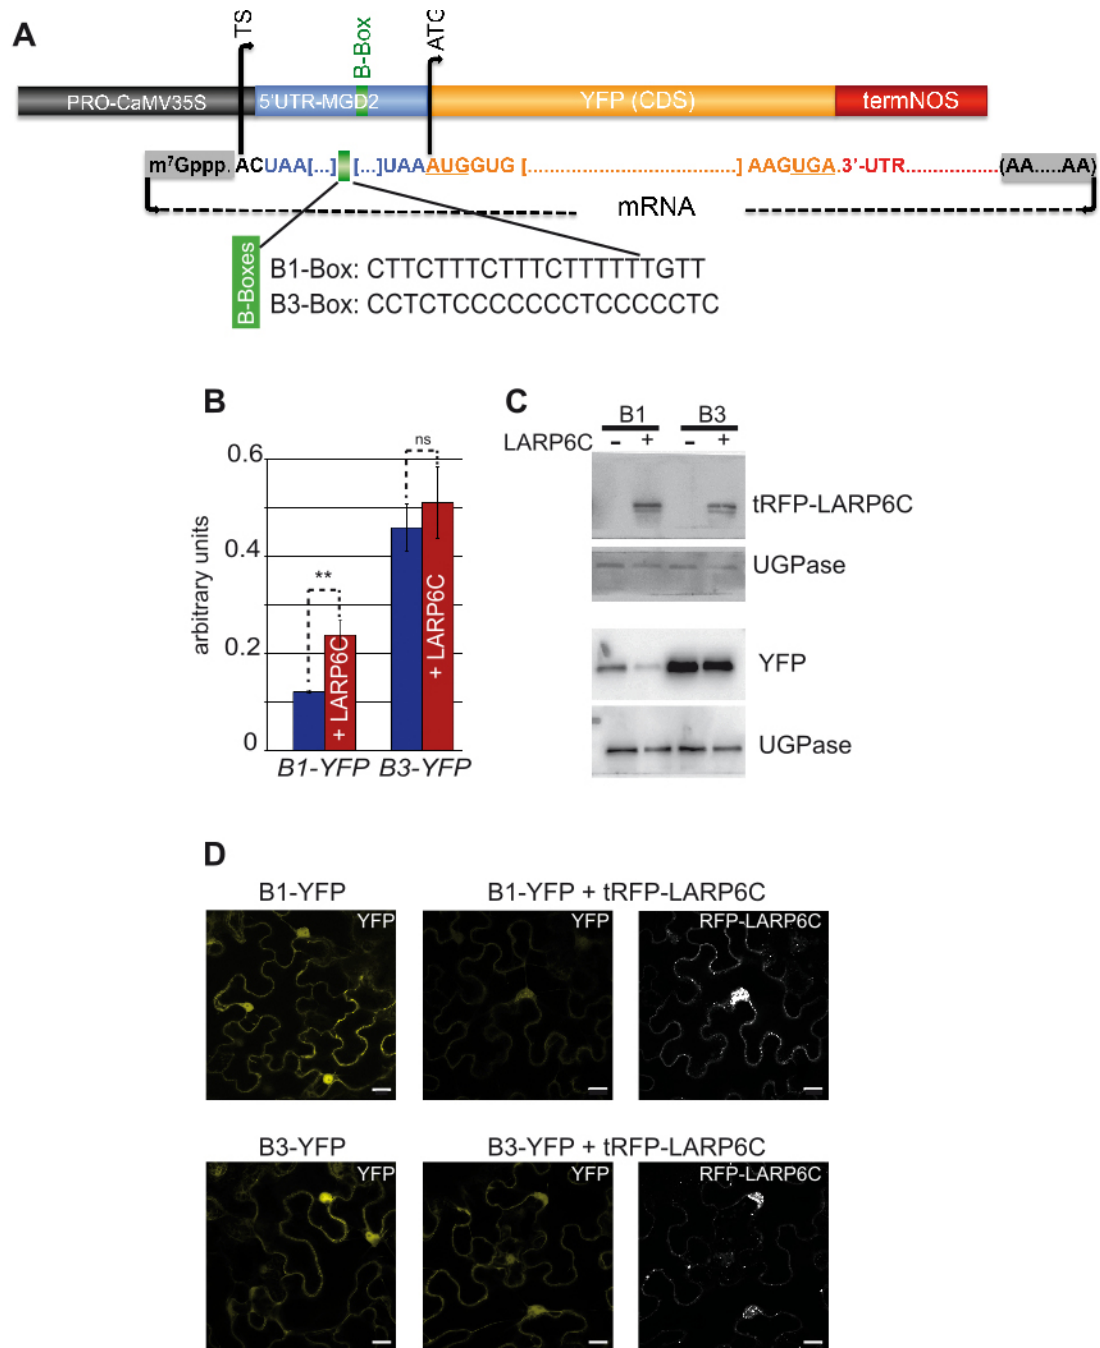 A
TS
B-Box
ATG
PRO-CaMV35S
5'UTR-MGD2
YFP (CDS)
termNOS
m⁷Gppp. ACUAA[...] [...]UAAAUGGUG [..............................] AAGUGA.3'-UTR................(AA.....AA)
mRNA
B-Boxes
B1-Box: CTTCTTTCTTTCTTTTTTGTT
B3-Box: CCTCTCCCCCCCTCCCCCTC
B
arbitrary units
0.6
0.4
0.2
0
**
ns
+ LARP6C
+ LARP6C
B1-YFP B3-YFP
C
B1 B3
LARP6C - + - +
tRFP-LARP6C
UGPase
YFP
UGPase
D
B1-YFP B1-YFP + tRFP-LARP6C
YFP YFP RFP-LARP6C
B3-YFP B3-YFP + tRFP-LARP6C
YFP YFP RFP-LARP6C